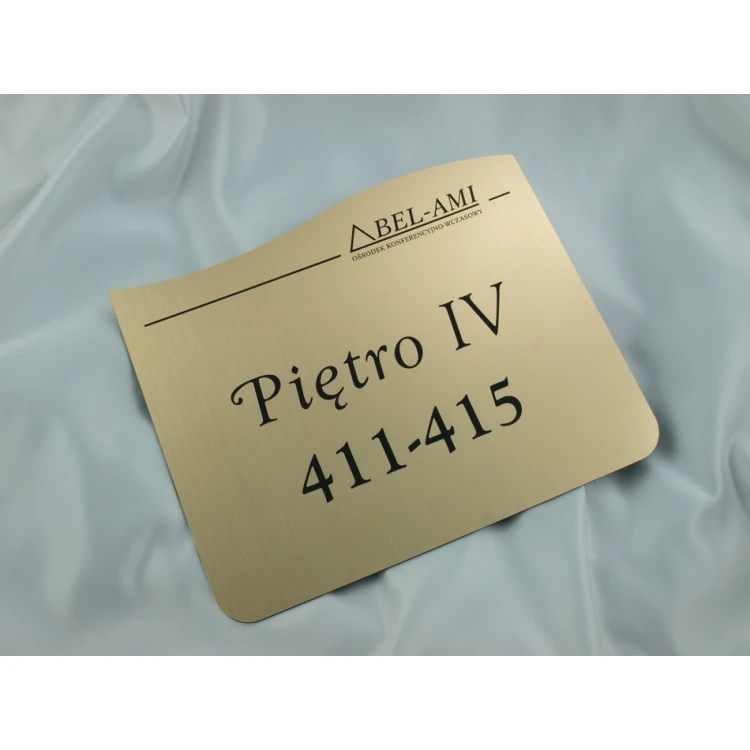 BEL-AMI
OŚRODEK KONFERENCYJNO-WCZASOWY
Piętro IV
411-415